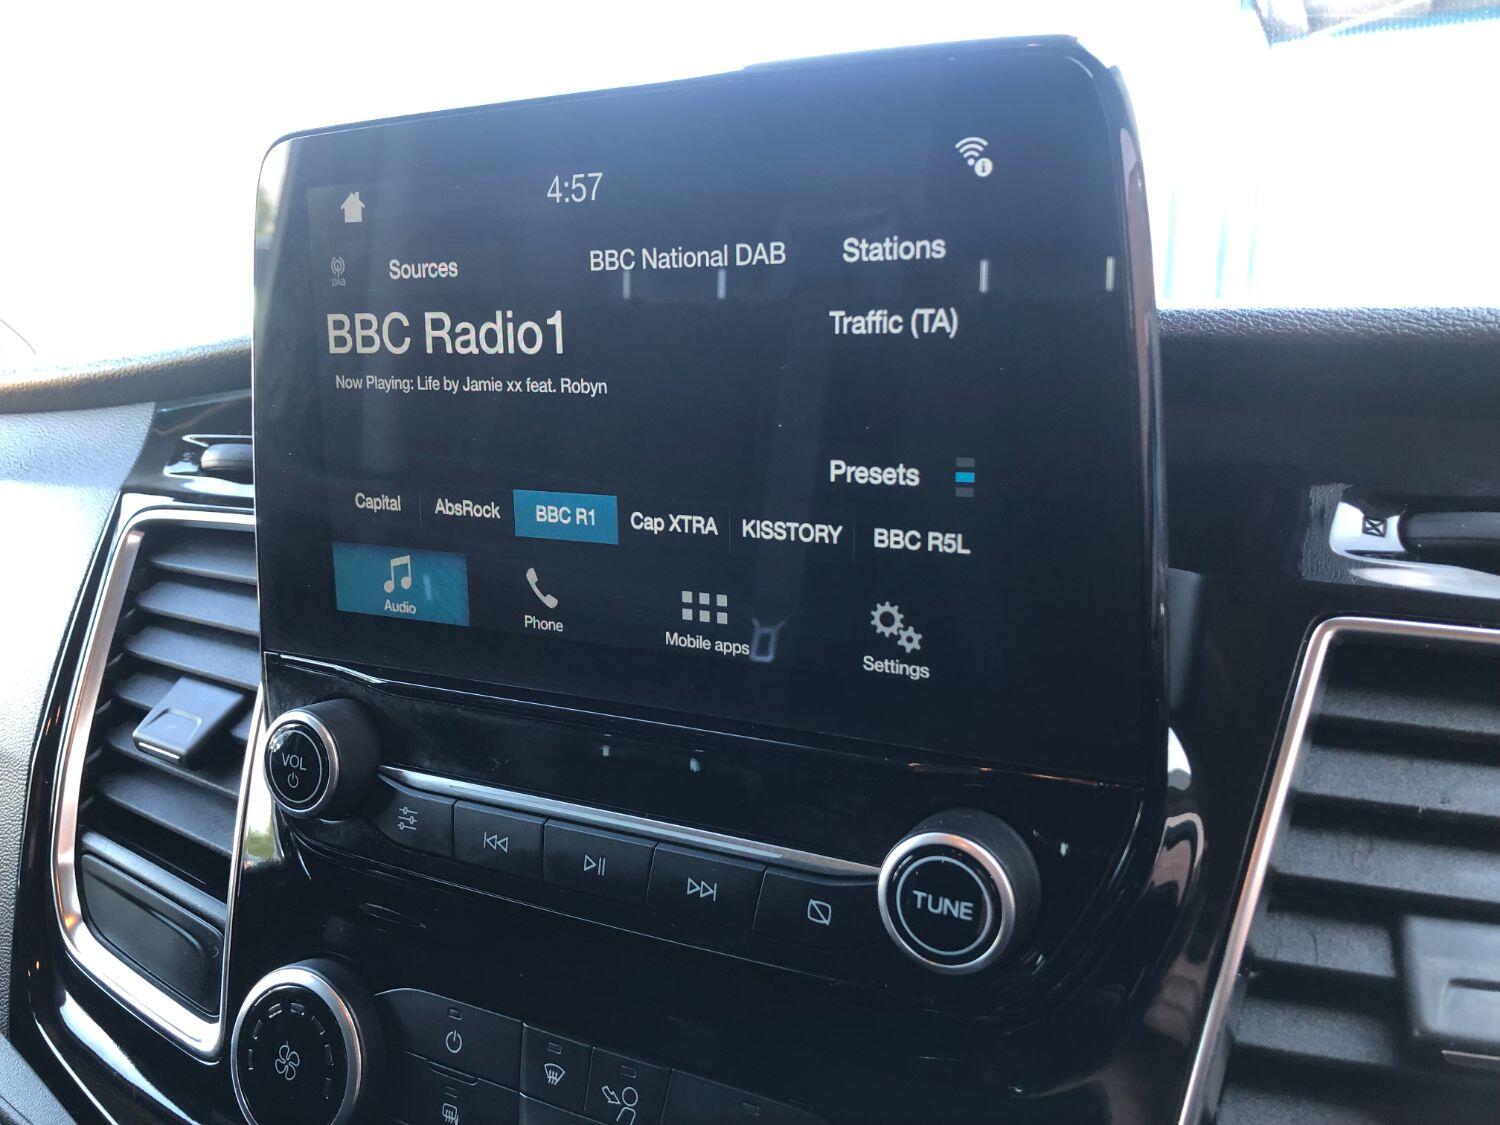 4:57
DAB
Sources
BBC National DAB
Stations
BBC Radio1
Traffic (TA)
Now Playing: Life by Jamie xx feat. Robyn
Presets
Capital
AbsRock
BBC R1
Cap XTRA
KISSTORY
BBC R5L
Audio
Phone
Mobile apps
Settings
VOL
TUNE